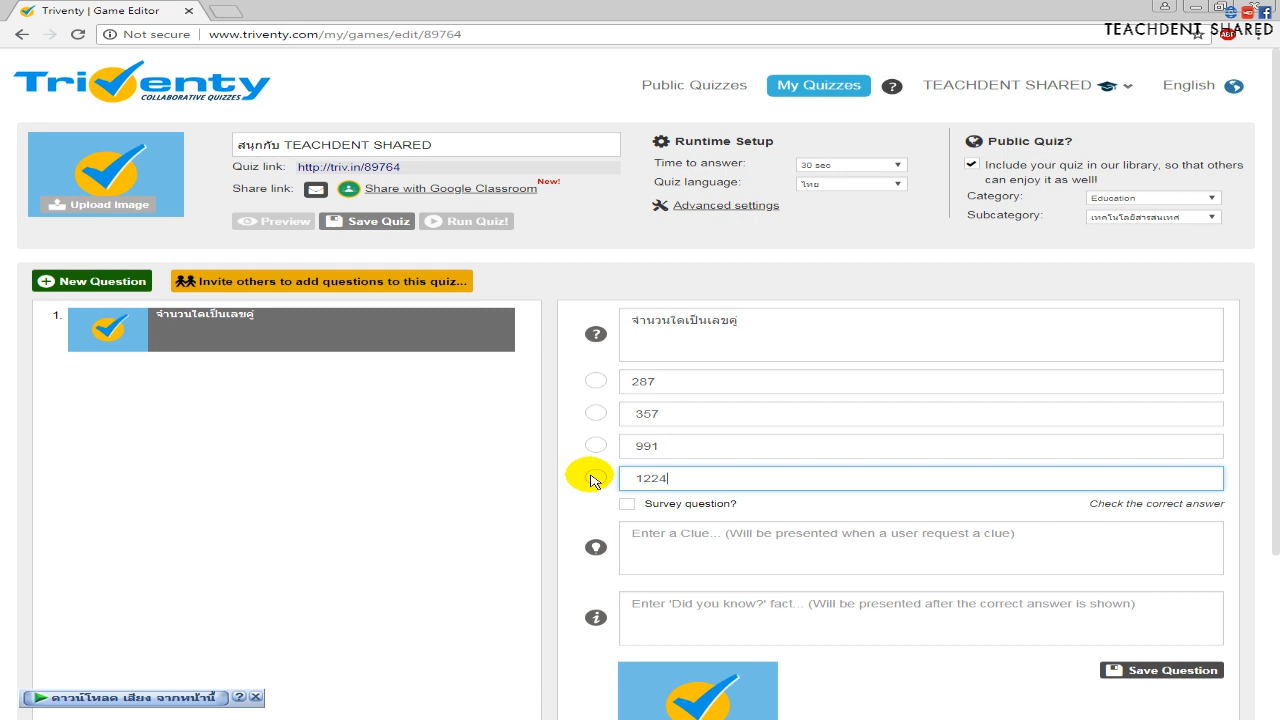 Triventy | Game Editor
Not secure
www.triventy.com/my/games/edit/89764
TEACHDENT SHARED
Triventy
COLLABORATIVE QUIZZES
Public Quizzes
My Quizzes
?
TEACHDENT SHARED
English
สนุกกับ TEACHDENT SHARED
Quiz link: http://triv.in/89764
Share link: Share with Google Classroom New!
Upload Image
Preview
Save Quiz
Run Quiz!
Runtime Setup
Time to answer: 30 sec
Quiz language: ไทย
Advanced settings
Public Quiz?
Include your quiz in our library, so that others
can enjoy it as well!
Category: Education
Subcategory: เทคโนโลยีสารสนเทศ
New Question
Invite others to add questions to this quiz...
1. จำนวนใดเป็นเลขคู่
? จำนวนใดเป็นเลขคู่
287
357
991
1224
Survey question?
Check the correct answer
Enter a Clue... (Will be presented when a user request a clue)
Enter 'Did you know?' fact... (Will be presented after the correct answer is shown)
Save Question
ดาวน์โหลด เสียง จากหน้านี้ ?